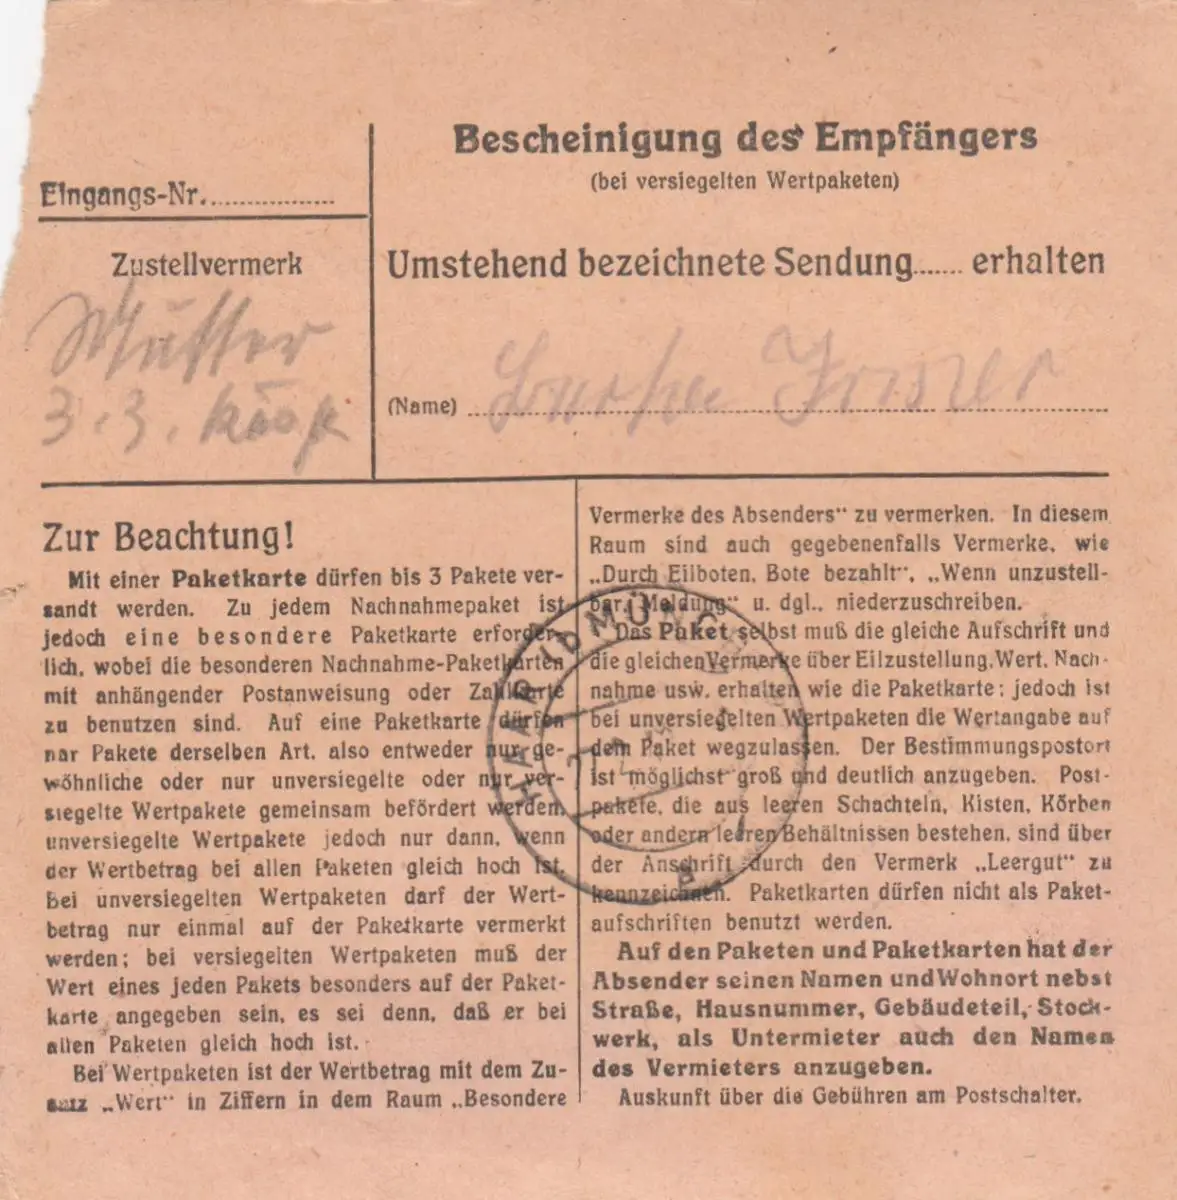 Bescheinigung des Empfängers
(bei versiegelten Wertpaketen)
Eingangs-Nr.
Zustellvermerk
Umstehend bezeichnete Sendung...... erhalten
Mutter
3.3.
(Name)
Zur Beachtung!
Mit einer Paketkarte dürfen bis 3 Pakete ver-
sandt werden. Zu jedem Nachnahmepaket ist
jedoch eine besondere Paketkarte erforder-
lich, wobei die besonderen Nachnahme-Paketkarten
mit anhängender Postanweisung oder Zahlkarte
zu benutzen sind. Auf eine Paketkarte dürfen
nur Pakete derselben Art, also entweder nur ge-
wöhnliche oder nur unversiegelte oder nur ver-
siegelte Wertpakete gemeinsam befördert werden,
unversiegelte Wertpakete jedoch nur dann, wenn
der Wertbetrag bei allen Paketen gleich hoch ist.
Bei unversiegelten Wertpaketen darf der Wert-
betrag nur einmal auf der Paketkarte vermerkt
werden; bei versiegelten Wertpaketen muß der
Wert eines jeden Pakets besonders auf der Paket-
karte angegeben sein, es sei denn, daß er bei
allen Paketen gleich hoch ist.
Bei Wertpaketen ist der Wertbetrag mit dem Zu-
satz „Wert“ in Ziffern in dem Raum „Besondere
Vermerke des Absenders“ zu vermerken. In diesem
Raum sind auch gegebenenfalls Vermerke, wie
„Durch Eilboten, Bote bezahlt“, „Wenn unzustell-
bar, Meldung“ u. dgl., niederzuschreiben.
Das Paket selbst muß die gleiche Aufschrift und
die gleichen Vermerke über Eilzustellung, Wert, Nach-
nahme usw. erhalten wie die Paketkarte; jedoch ist
bei unversiegelten Wertpaketen die Wertangabe auf
dem Paket wegzulassen. Der Bestimmungspostort
ist möglichst groß und deutlich anzugeben. Post-
pakete, die aus leeren Schachteln, Kisten, Körben
oder andern leeren Behältnissen bestehen, sind über
der Anschrift durch den Vermerk „Leergut“ zu
kennzeichnen. Paketkarten dürfen nicht als Paket-
aufschriften benutzt werden.
Auf den Paketen und Paketkarten hat der
Absender seinen Namen und Wohnort nebst
Straße, Hausnummer, Gebäudeteil, Stock-
werk, als Untermieter auch den Namen
des Vermieters anzugeben.
Auskunft über die Gebühren am Postschalter.
HAAR